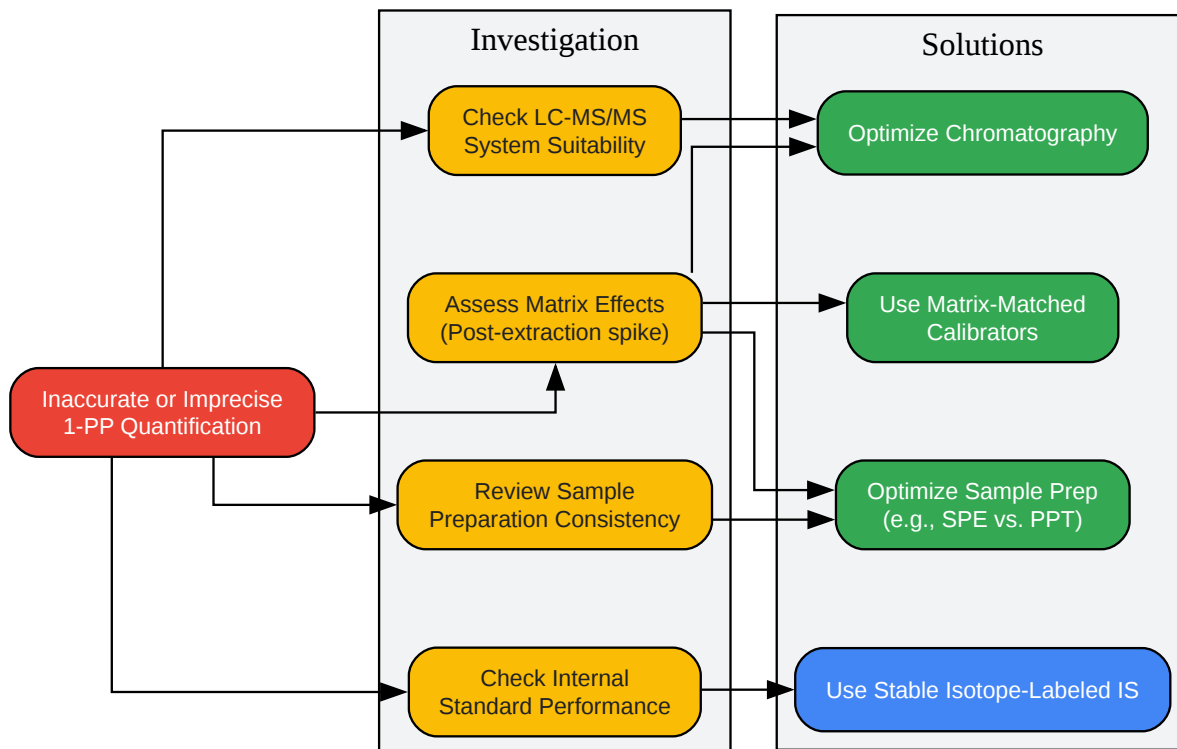 Investigation
Solutions
Check LC-MS/MS
System Suitability
Optimize Chromatography
Assess Matrix Effects
(Post-extraction spike)
Use Matrix-Matched
Calibrators
Inaccurate or Imprecise
1-PP Quantification
Review Sample
Preparation Consistency
Optimize Sample Prep
(e.g., SPE vs. PPT)
Check Internal
Standard Performance
Use Stable Isotope-Labeled IS